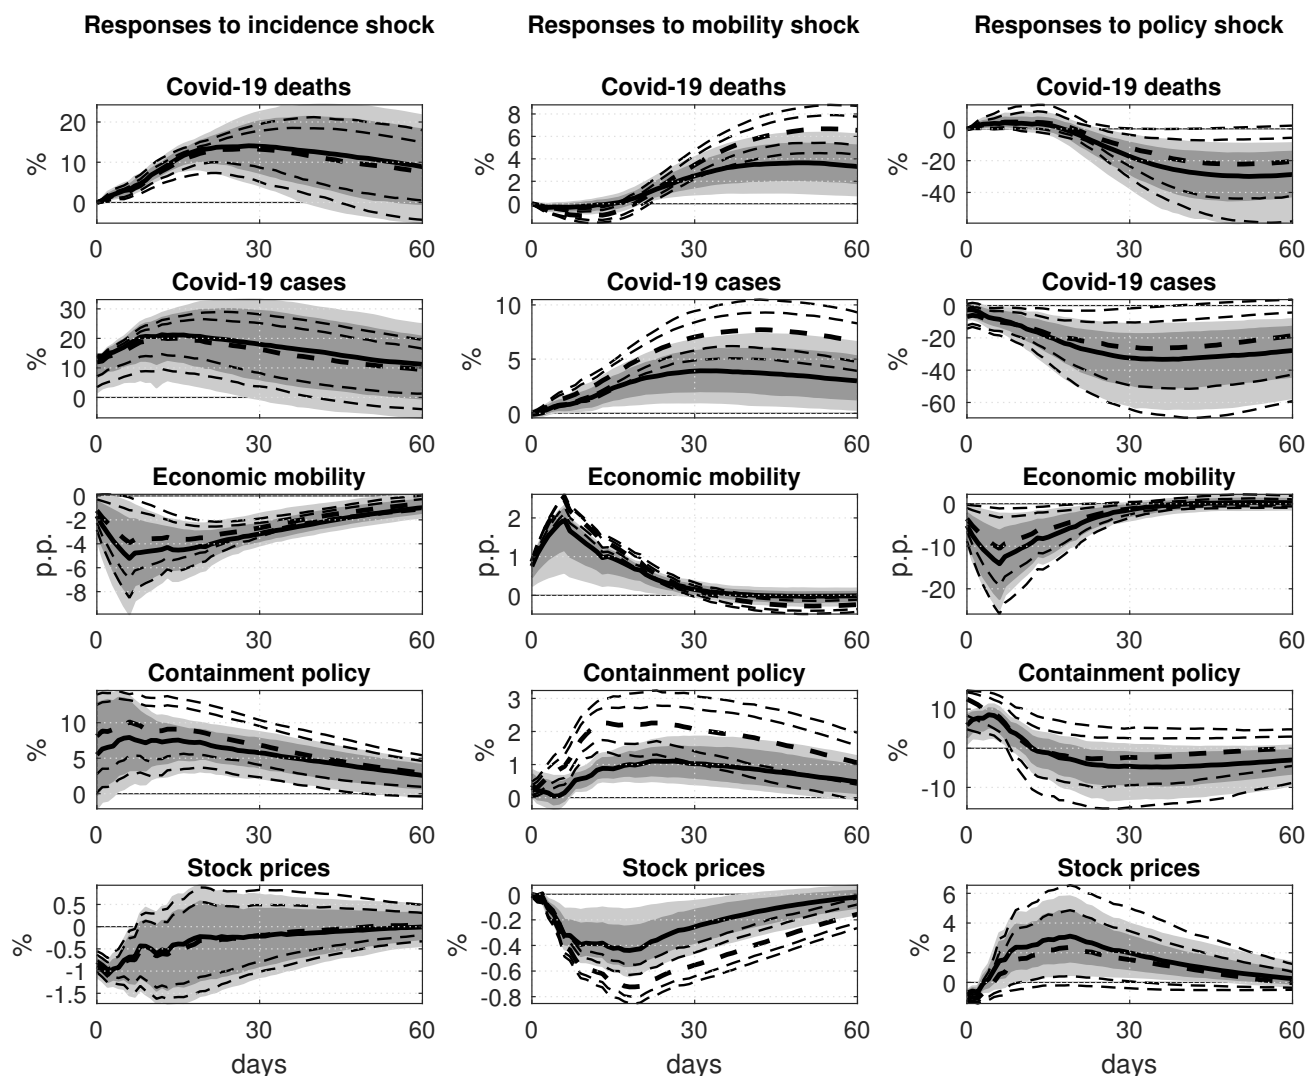 Responses to incidence shock Responses to mobility shock Responses to policy shock
Covid-19 deaths Covid-19 deaths Covid-19 deaths
% 20 10 0
% 8 6 4 2 0
% 0 -20 -40
0 30 60 0 30 60 0 30 60
Covid-19 cases Covid-19 cases Covid-19 cases
% 30 20 10 0
% 10 5 0
% 0 -20 -40 -60
0 30 60 0 30 60 0 30 60
Economic mobility Economic mobility Economic mobility
p.p. 0 -2 -4 -6 -8
p.p. 2 1 0
p.p. 0 -10 -20
0 30 60 0 30 60 0 30 60
Containment policy Containment policy Containment policy
% 10 5 0
% 3 2 1 0
% 10 0 -10
0 30 60 0 30 60 0 30 60
Stock prices Stock prices Stock prices
% 0.5 0 -0.5 -1 -1.5
% 0 -0.2 -0.4 -0.6 -0.8
% 6 4 2 0
0 30 60 0 30 60 0 30 60
days days days